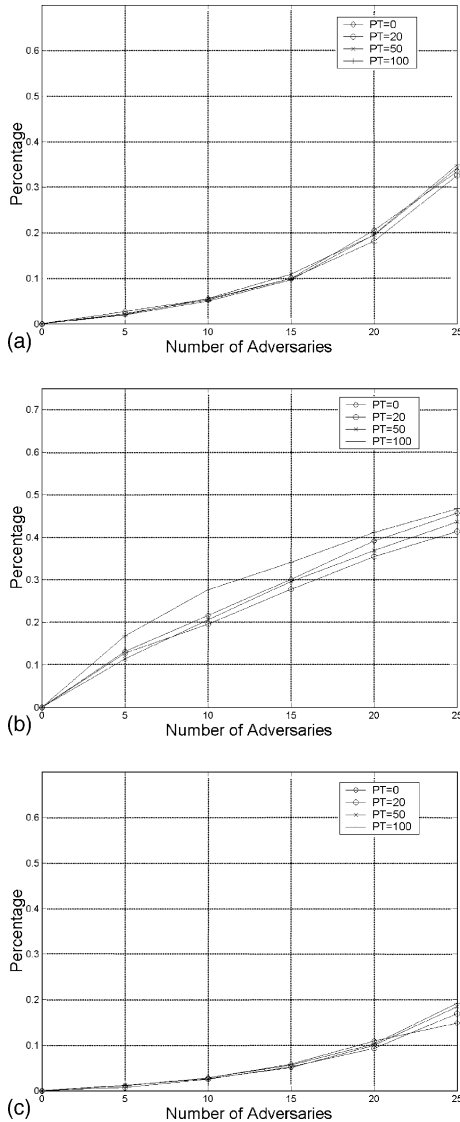 PT=0
PT=20
PT=50
PT=100
0.6
0.5
0.4
0.3
0.2
0.1
0
Percentage
0 5 10 15 20 25
Number of Adversaries
(a)
PT=0
PT=20
PT=50
PT=100
0.7
0.6
0.5
0.4
0.3
0.2
0.1
0
Percentage
0 5 10 15 20 25
Number of Adversaries
(b)
PT=0
PT=20
PT=50
PT=100
0.6
0.5
0.4
0.3
0.2
0.1
0
Percentage
0 5 10 15 20 25
Number of Adversaries
(c)